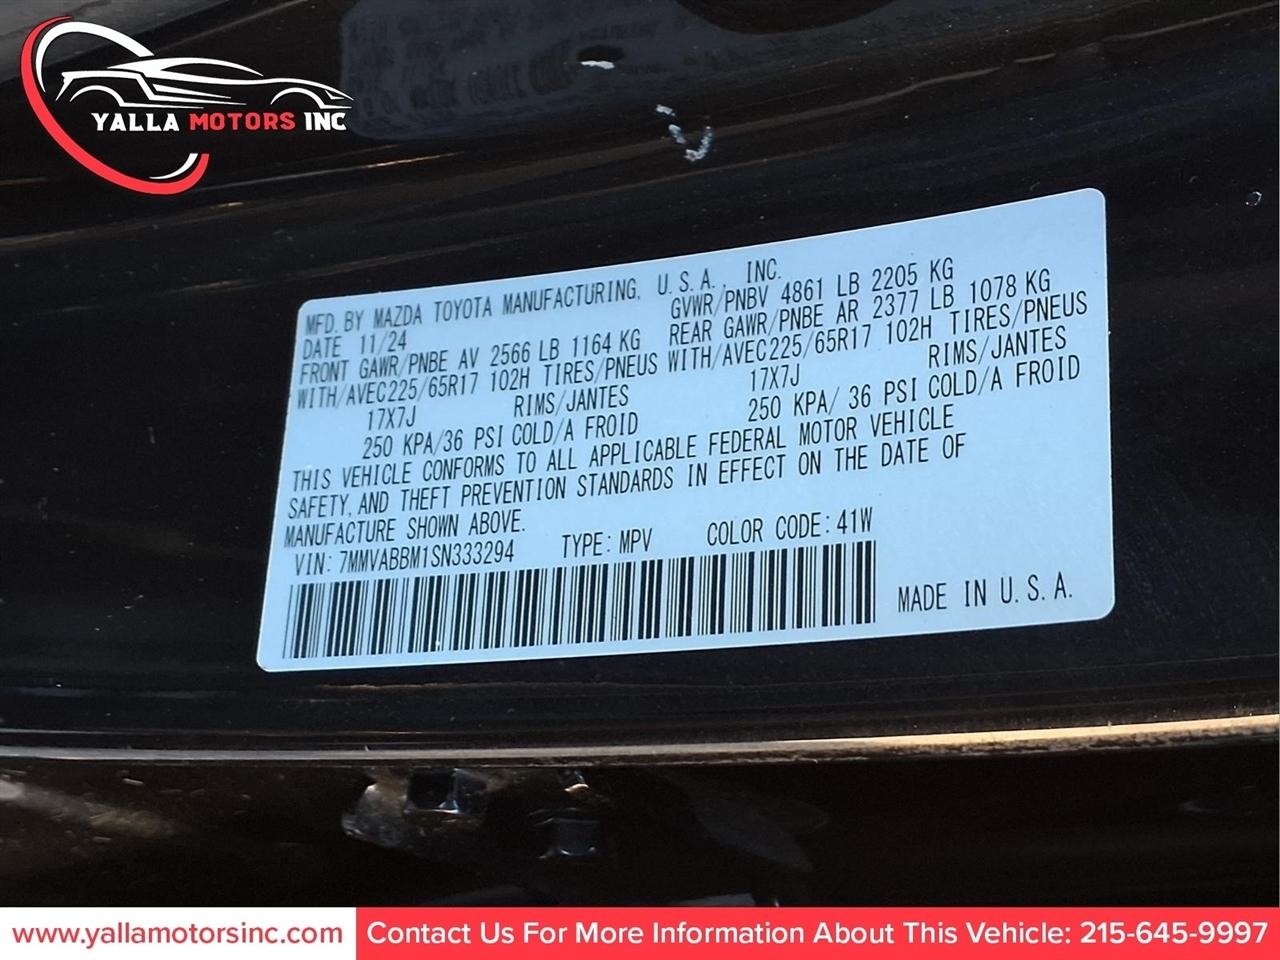 YALLA MOTORS INC
MFD. BY MAZDA TOYOTA MANUFACTURING, U.S.A., INC.
DATE 11/24 GVWR/PNBV 4861 LB 2205 KG
FRONT GAWR/PNBE AV 2566 LB 1164 KG REAR GAWR/PNBE AR 2377 LB 1078 KG
WITH/AVEC225/65R17 102H TIRES/PNEUS WITH/AVEC225/65R17 102H TIRES/PNEUS
17X7J RIMS/JANTES 17X7J RIMS/JANTES
250 KPA/36 PSI COLD/A FROID 250 KPA/ 36 PSI COLD/A FROID
THIS VEHICLE CONFORMS TO ALL APPLICABLE FEDERAL MOTOR VEHICLE
SAFETY, AND THEFT PREVENTION STANDARDS IN EFFECT ON THE DATE OF
MANUFACTURE SHOWN ABOVE.
VIN: 7MMVABBM1SN333294 TYPE: MPV COLOR CODE: 41W
MADE IN U.S.A.
www.yallamotorsinc.com Contact Us For More Information About This Vehicle: 215-645-9997